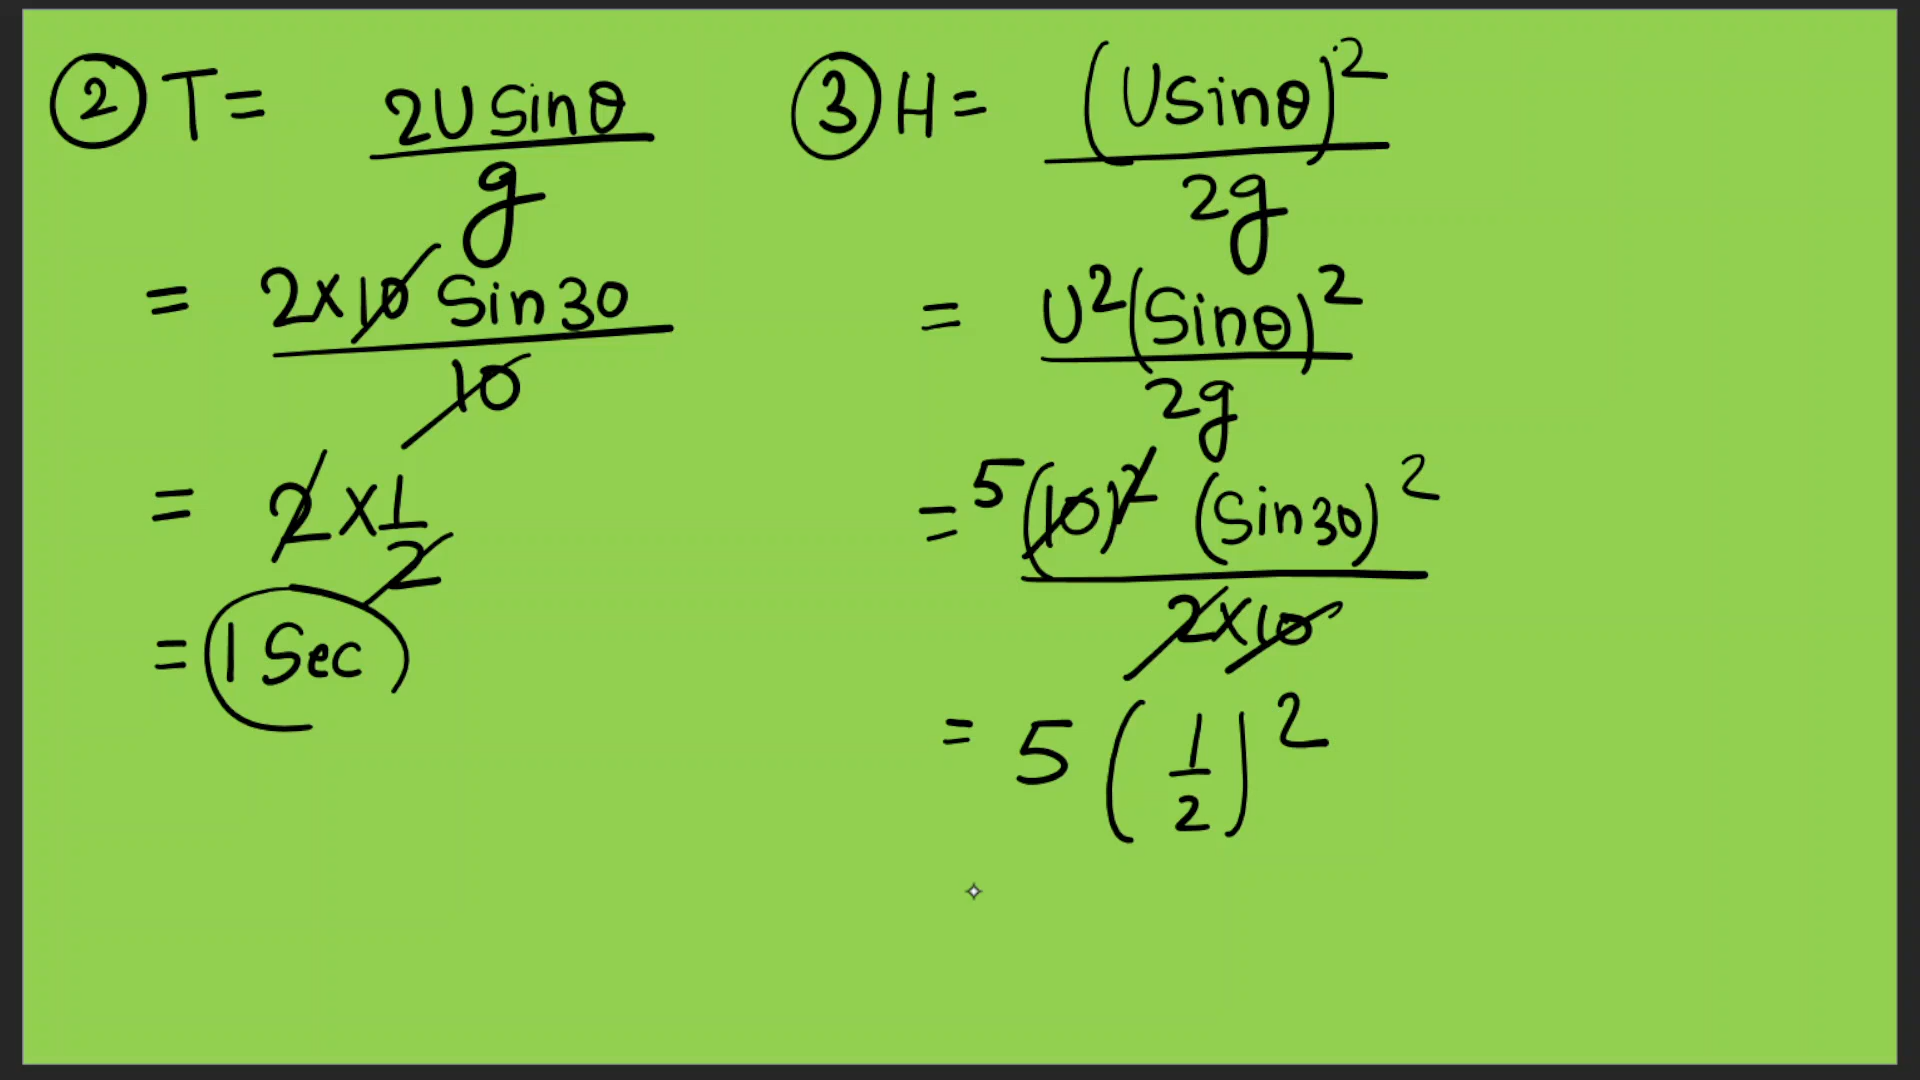 ② T = 2U Sinθ / g
= 2×10 Sin30 / 10
= 2 × 1/2
= 1 Sec
③ H = (USinθ)² / 2g
= U²(Sinθ)² / 2g
= 5 (10)² (Sin30)² / 2×10
= 5 (1/2)²